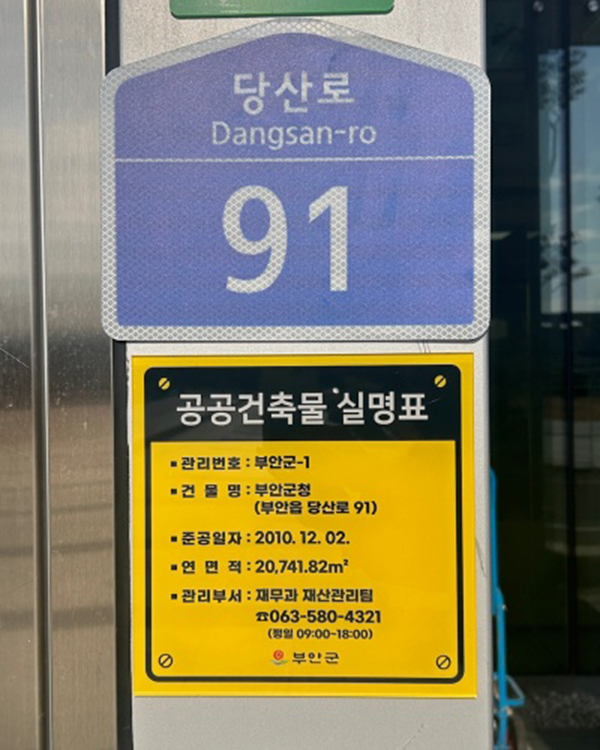 당산로
Dangsan-ro
91
공공건축물 실명표
▪관리번호 : 부안군-1
▪건 물 명 : 부안군청
(부안읍 당산로 91)
▪준공일자 : 2010. 12. 02.
▪연 면 적 : 20,741.82m²
▪관리부서 : 재무과 재산관리팀
☎063-580-4321
(평일 09:00~18:00)
부안군